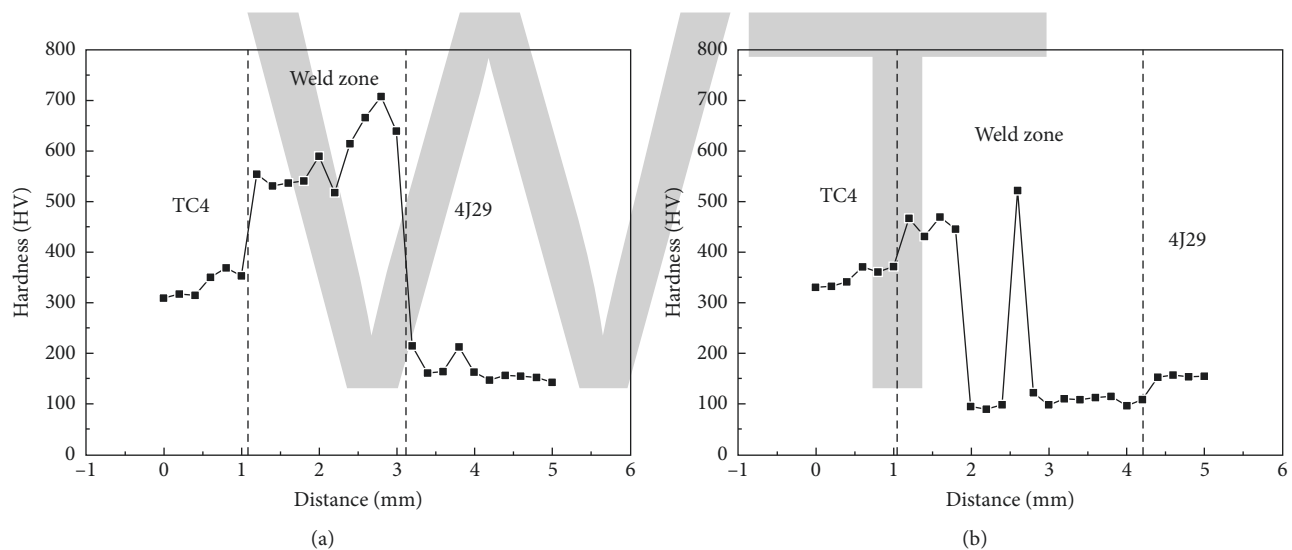 WT
800
700
600
500
400
300
200
100
0
Hardness (HV)
TC4
Weld zone
4J29
–1 0 1 2 3 4 5 6
Distance (mm)
(a)
800
700
600
500
400
300
200
100
0
Hardness (HV)
TC4
Weld zone
4J29
–1 0 1 2 3 4 5 6
Distance (mm)
(b)